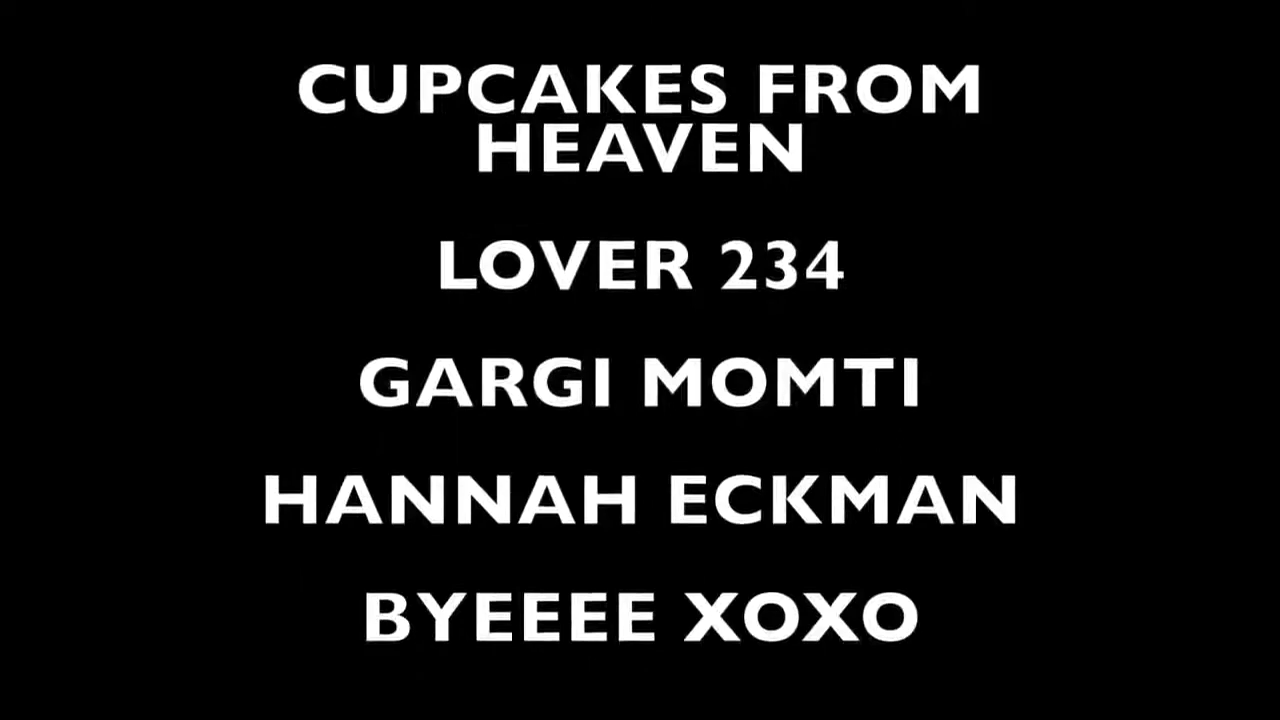 CUPCAKES FROM
HEAVEN
LOVER 234
GARGI MOMTI
HANNAH ECKMAN
BYEEEE XOXO